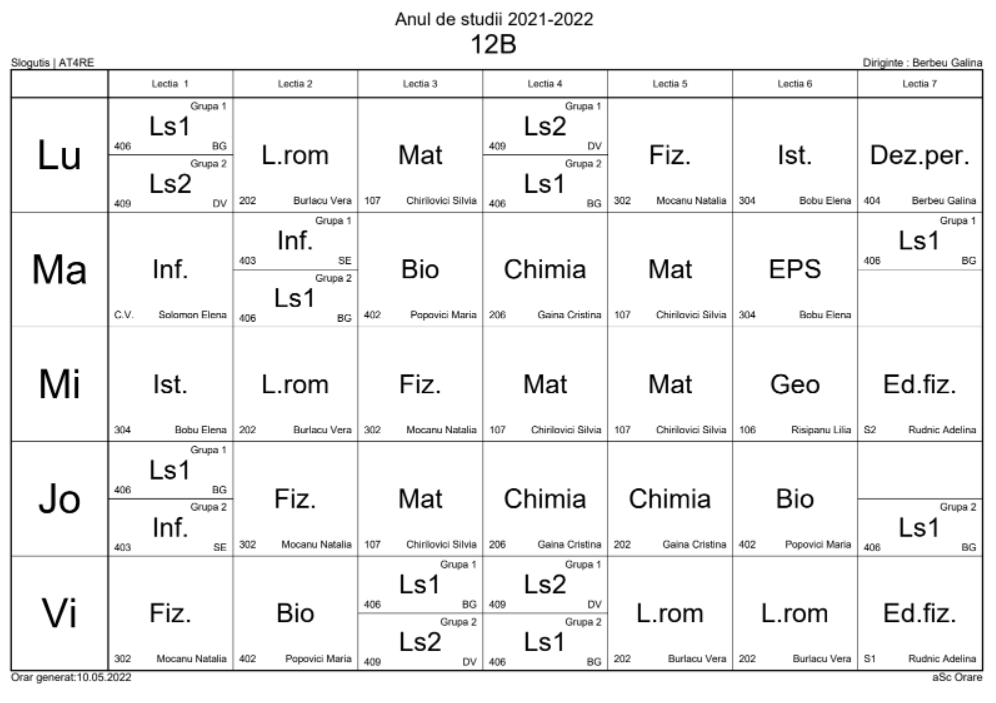 Anul de studii 2021-2022
12B
Slogutis | AT4RE Diriginte : Berbeu Galina
Lectia 1 Lectia 2 Lectia 3 Lectia 4 Lectia 5 Lectia 6 Lectia 7
Lu
Grupa 1
Ls1
406 BG
Grupa 2
Ls2
409 DV
L.rom
202 Burlacu Vera
Mat
107 Chirilovici Silvia
Grupa 1
Ls2
409 DV
Grupa 2
Ls1
406 BG
Fiz.
302 Mocanu Natalia
Ist.
304 Bobu Elena
Dez.per.
404 Berbeu Galina
Ma
Inf.
C.V. Solomon Elena
Grupa 1
Inf.
403 SE
Grupa 2
Ls1
406 BG
Bio
402 Popovici Maria
Chimia
206 Gaina Cristina
Mat
107 Chirilovici Silvia
EPS
304 Bobu Elena
Grupa 1
Ls1
406 BG
Mi
Ist.
304 Bobu Elena
L.rom
202 Burlacu Vera
Fiz.
302 Mocanu Natalia
Mat
107 Chirilovici Silvia
Mat
107 Chirilovici Silvia
Geo
106 Risipanu Lilia
Ed.fiz.
S2 Rudnic Adelina
Jo
Grupa 1
Ls1
406 BG
Grupa 2
Inf.
403 SE
Fiz.
302 Mocanu Natalia
Mat
107 Chirilovici Silvia
Chimia
206 Gaina Cristina
Chimia
202 Gaina Cristina
Bio
402 Popovici Maria
Grupa 2
Ls1
406 BG
Vi
Fiz.
302 Mocanu Natalia
Bio
402 Popovici Maria
Grupa 1
Ls1
406 BG
Grupa 2
Ls2
409 DV
Grupa 1
Ls2
409 DV
Grupa 2
Ls1
406 BG
L.rom
202 Burlacu Vera
L.rom
202 Burlacu Vera
Ed.fiz.
S1 Rudnic Adelina
Orar generat:10.05.2022 aSc Orare